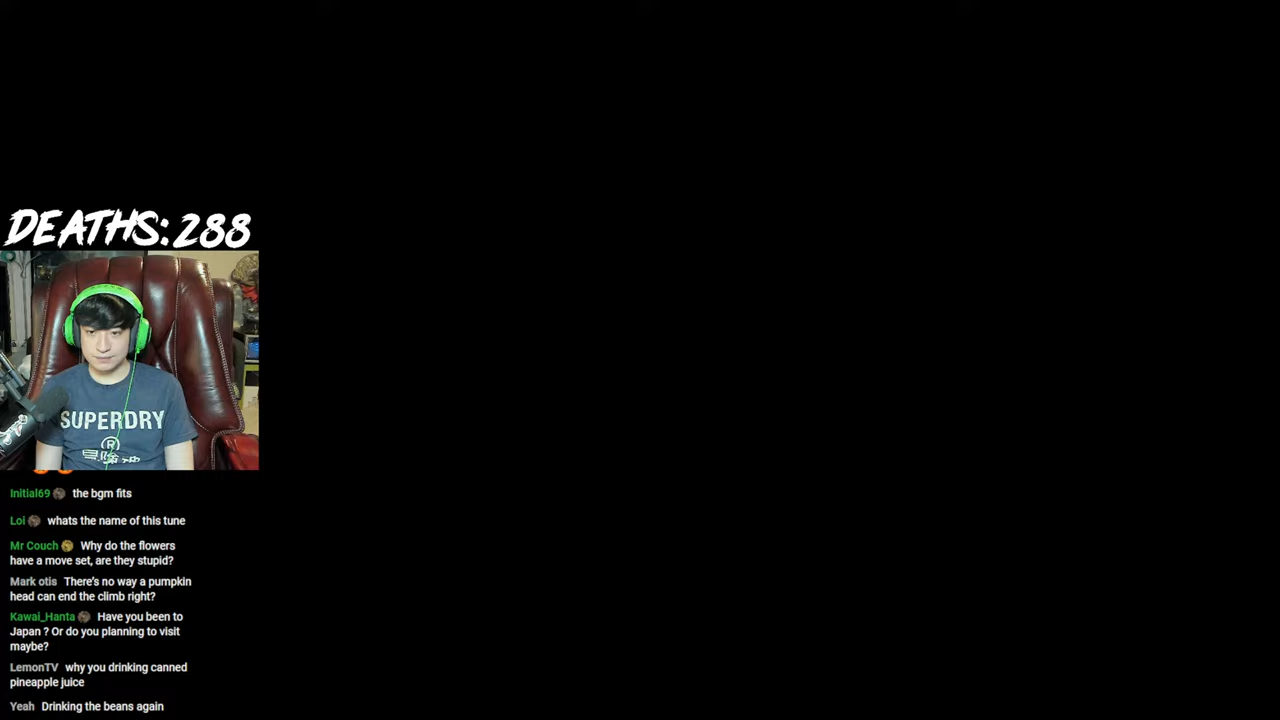 DEATHS: 288
SUPERDRY
®
Initial69 the bgm fits
Loi whats the name of this tune
Mr Couch Why do the flowers
have a move set, are they stupid?
Mark otis There's no way a pumpkin
head can end the climb right?
Kawai_Hanta Have you been to
Japan ? Or do you planning to visit
maybe?
LemonTV why you drinking canned
pineapple juice
Yeah Drinking the beans again